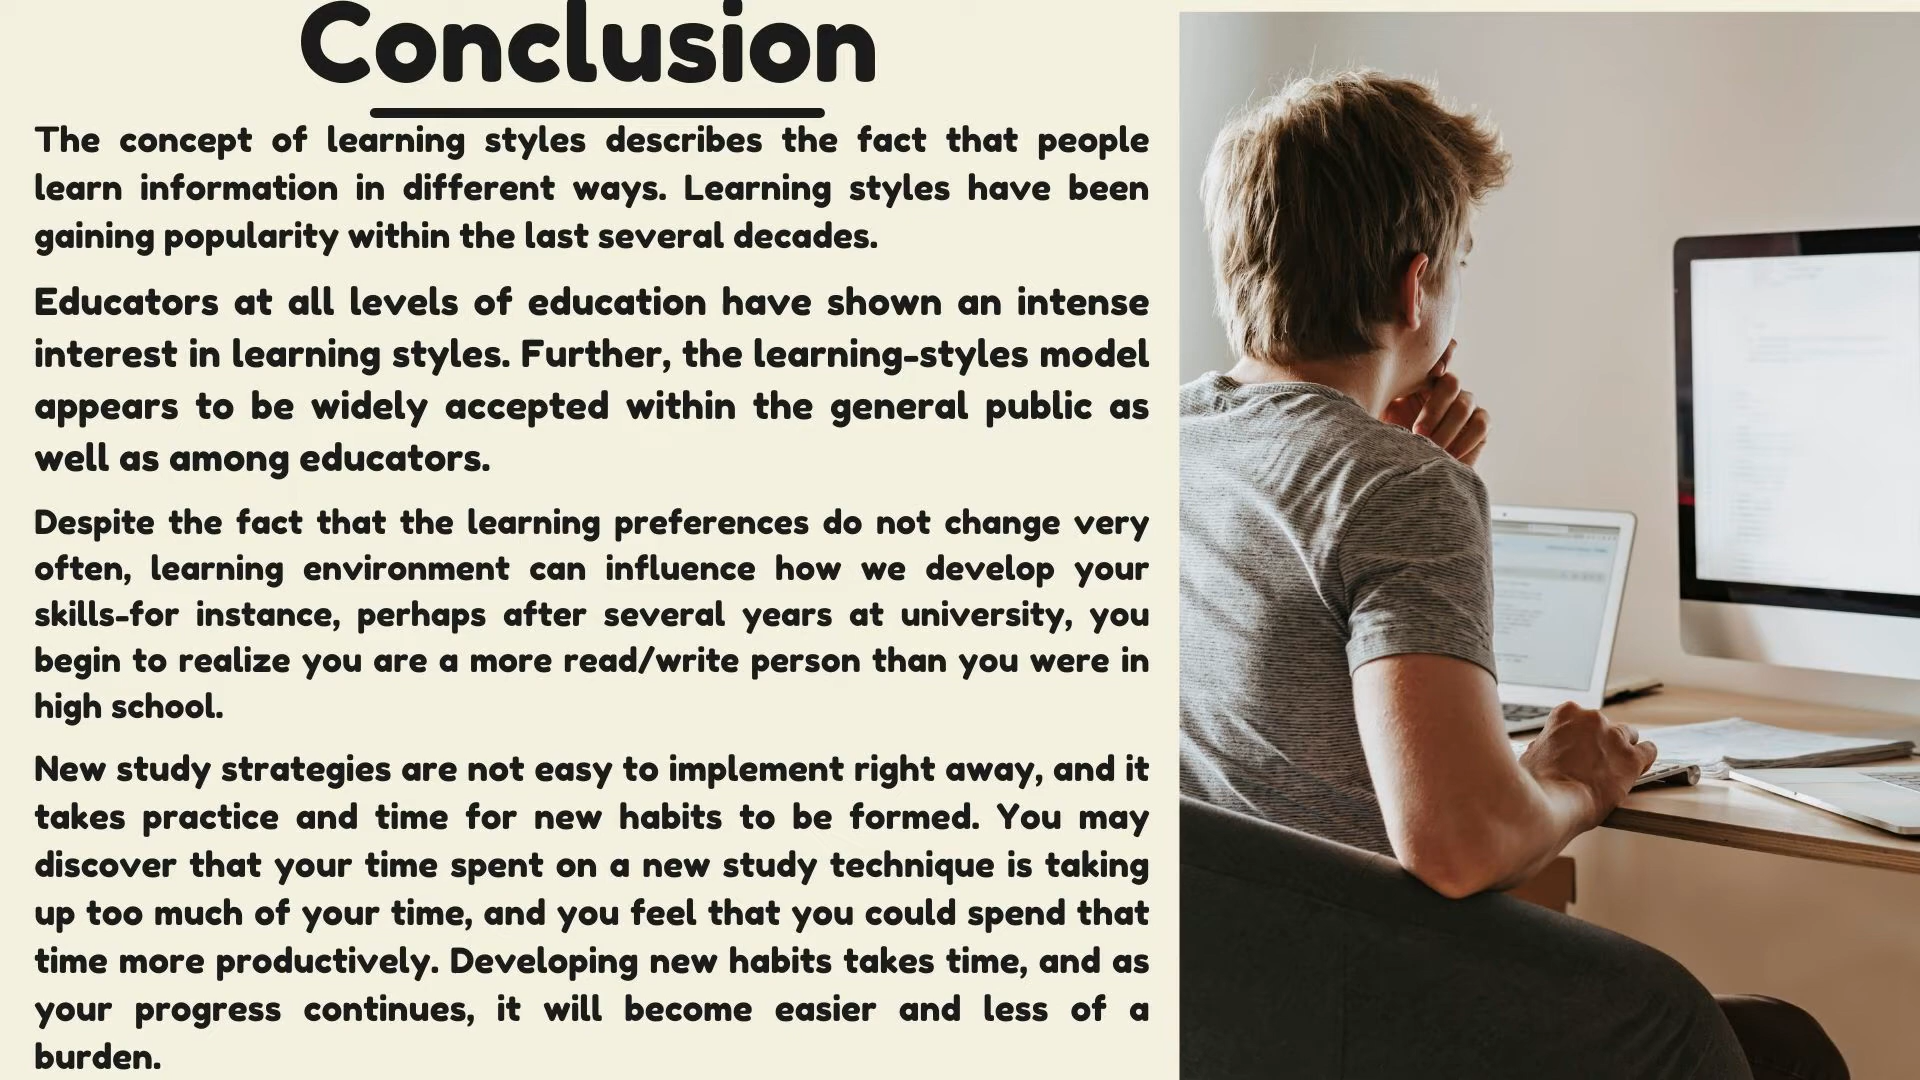 Conclusion
The concept of learning styles describes the fact that people
learn information in different ways. Learning styles have been
gaining popularity within the last several decades.
Educators at all levels of education have shown an intense
interest in learning styles. Further, the learning-styles model
appears to be widely accepted within the general public as
well as among educators.
Despite the fact that the learning preferences do not change very
often, learning environment can influence how we develop your
skills-for instance, perhaps after several years at university, you
begin to realize you are a more read/write person than you were in
high school.
New study strategies are not easy to implement right away, and it
takes practice and time for new habits to be formed. You may
discover that your time spent on a new study technique is taking
up too much of your time, and you feel that you could spend that
time more productively. Developing new habits takes time, and as
your progress continues, it will become easier and less of a
burden.